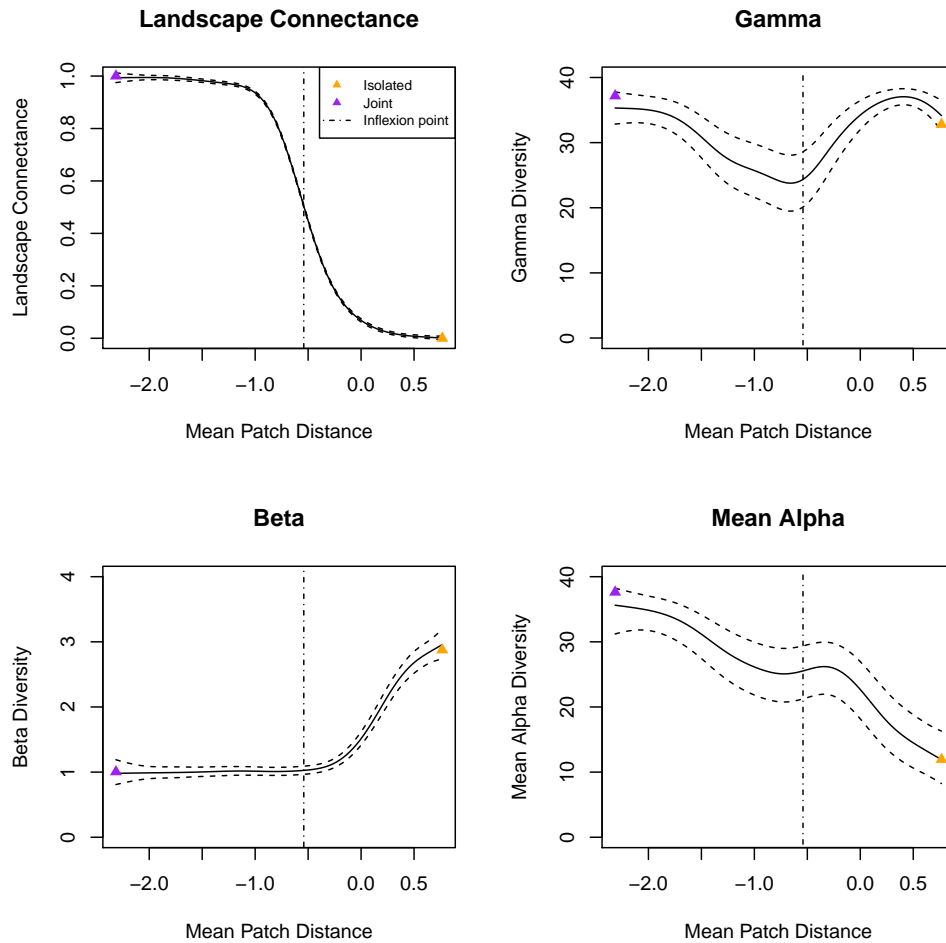 Landscape Connectance
Landscape Connectance
0.0 0.2 0.4 0.6 0.8 1.0
Isolated
Joint
Inflexion point
−2.0 −1.0 0.0 0.5
Mean Patch Distance
Gamma
Gamma Diversity
0 10 20 30 40
−2.0 −1.0 0.0 0.5
Mean Patch Distance
Beta
Beta Diversity
0 1 2 3 4
−2.0 −1.0 0.0 0.5
Mean Patch Distance
Mean Alpha
Mean Alpha Diversity
0 10 20 30 40
−2.0 −1.0 0.0 0.5
Mean Patch Distance